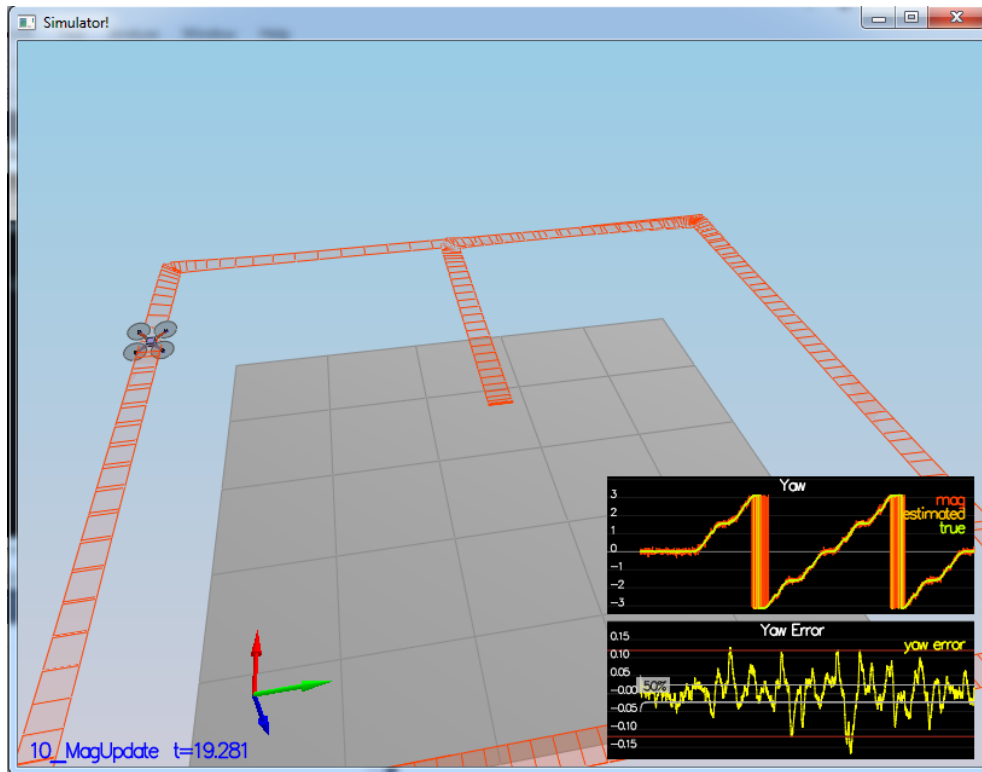 Simulator!
Yaw
3
2
1
0
-1
-2
-3
mag
estimated
true
Yaw Error
0.15
0.10
0.05
-0.00
-0.05
-0.10
-0.15
yaw error
50%
10_MagUpdate t=19.281